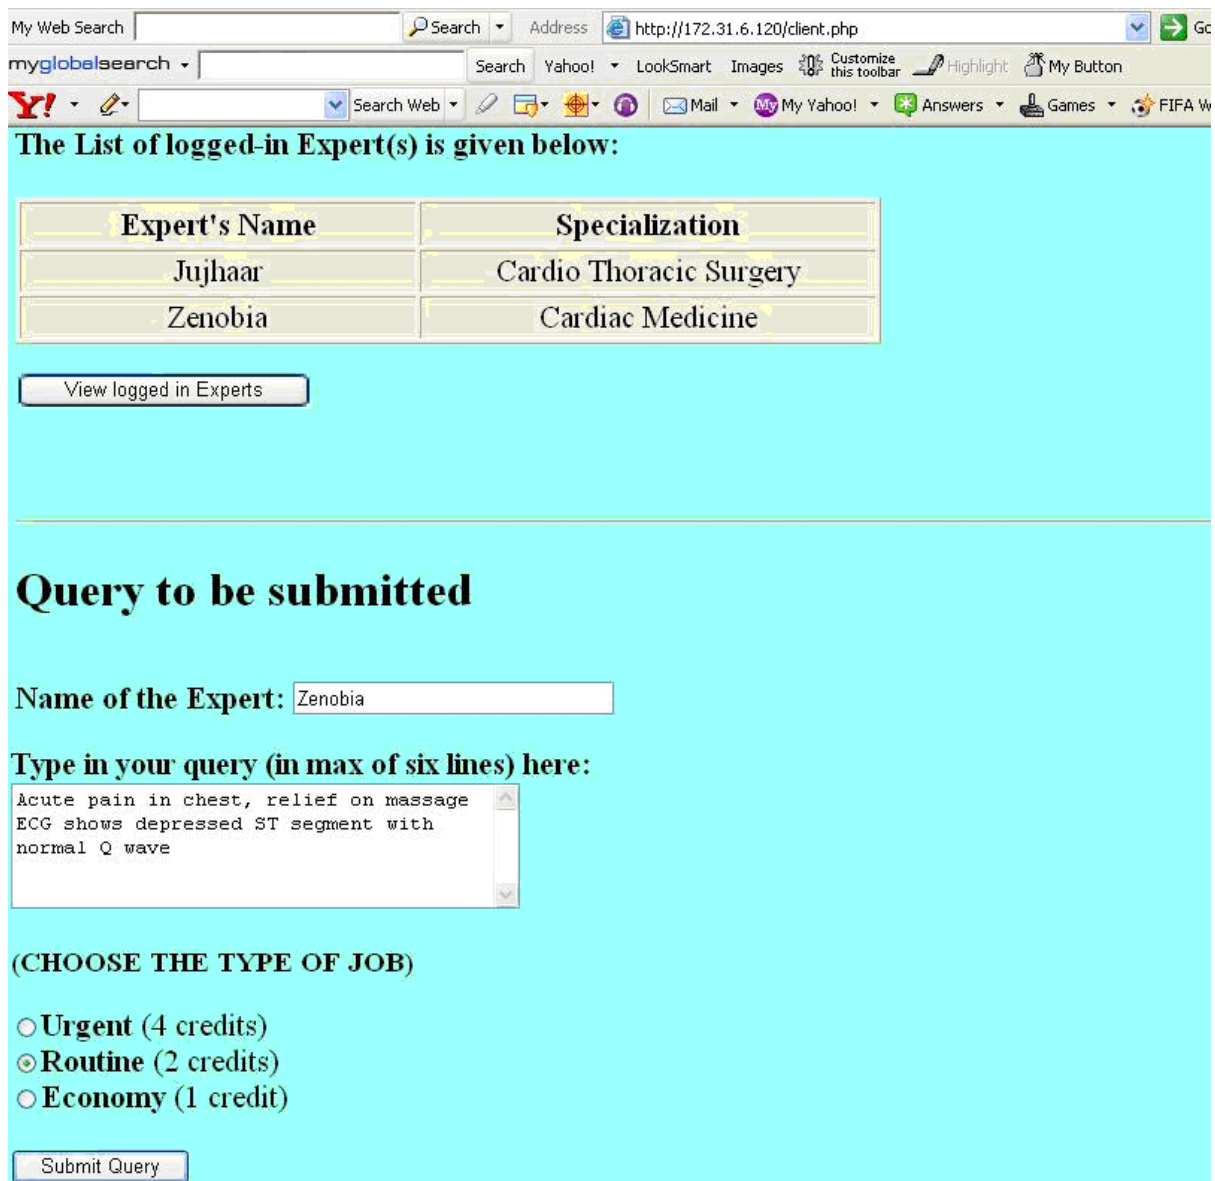 My Web Search Search Address http://172.31.6.120/client.php Go
myglobalsearch Search Yahoo! LookSmart Images Customize this toolbar Highlight My Button
Y! Search Web Mail My My Yahoo! Answers Games FIFA W
The List of logged-in Expert(s) is given below:
Expert's Name Specialization
Jujhaar Cardio Thoracic Surgery
Zenobia Cardiac Medicine
View logged in Experts
Query to be submitted
Name of the Expert: Zenobia
Type in your query (in max of six lines) here:
Acute pain in chest, relief on massage
ECG shows depressed ST segment with
normal Q wave
(CHOOSE THE TYPE OF JOB)
Urgent (4 credits)
Routine (2 credits)
Economy (1 credit)
Submit Query